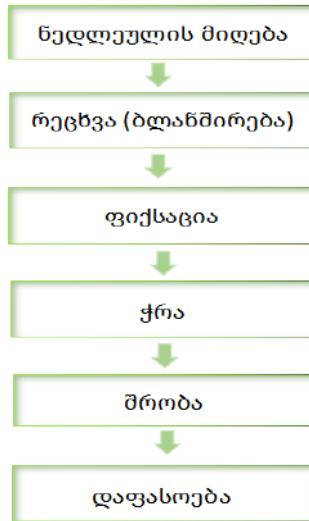 ნედლეულის მიღება
რეცხვა (ბლანშირება)
ფიქსაცია
ჭრა
შრობა
დაფასოება